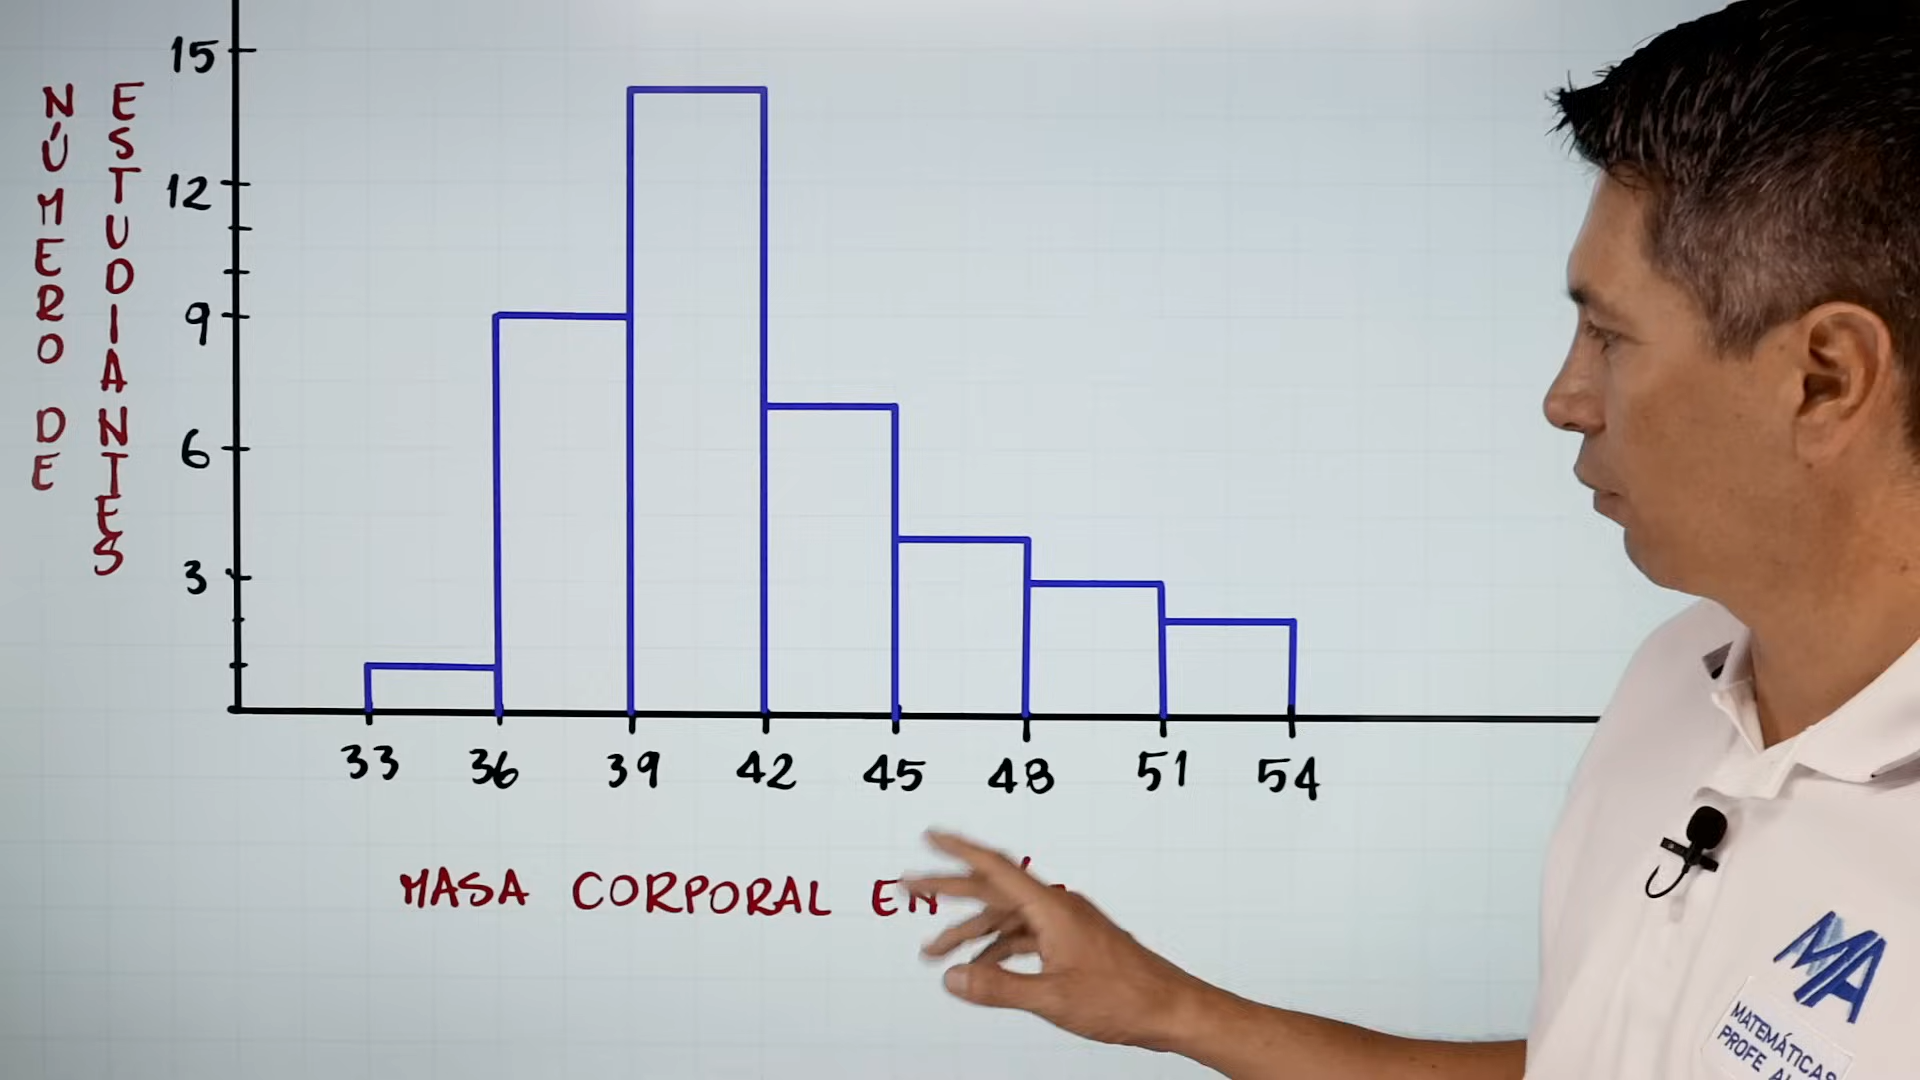 NÚMERO DE
ESTUDIANTES
15
12
9
6
3
33 36 39 42 45 48 51 54
MASA CORPORAL EN
MA
MATEMÁTICAS
PROFE